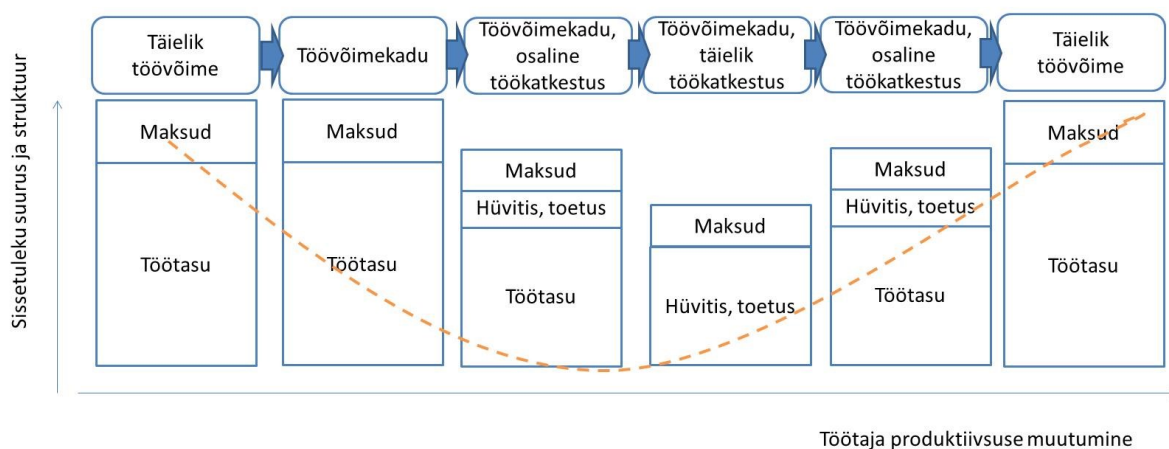 Täielik
töövõime
Töövõimekadu
Töövõimekadu,
osaline
töökatkestus
Töövõimekadu,
täielik
töökatkestus
Töövõimekadu,
osaline
töökatkestus
Täielik
töövõime
Sissetuleku suurus ja struktuur
Maksud
Töötasu
Maksud
Töötasu
Maksud
Hüvitis, toetus
Töötasu
Maksud
Hüvitis, toetus
Maksud
Hüvitis, toetus
Töötasu
Maksud
Töötasu
Töötaja produktiivsuse muutumine